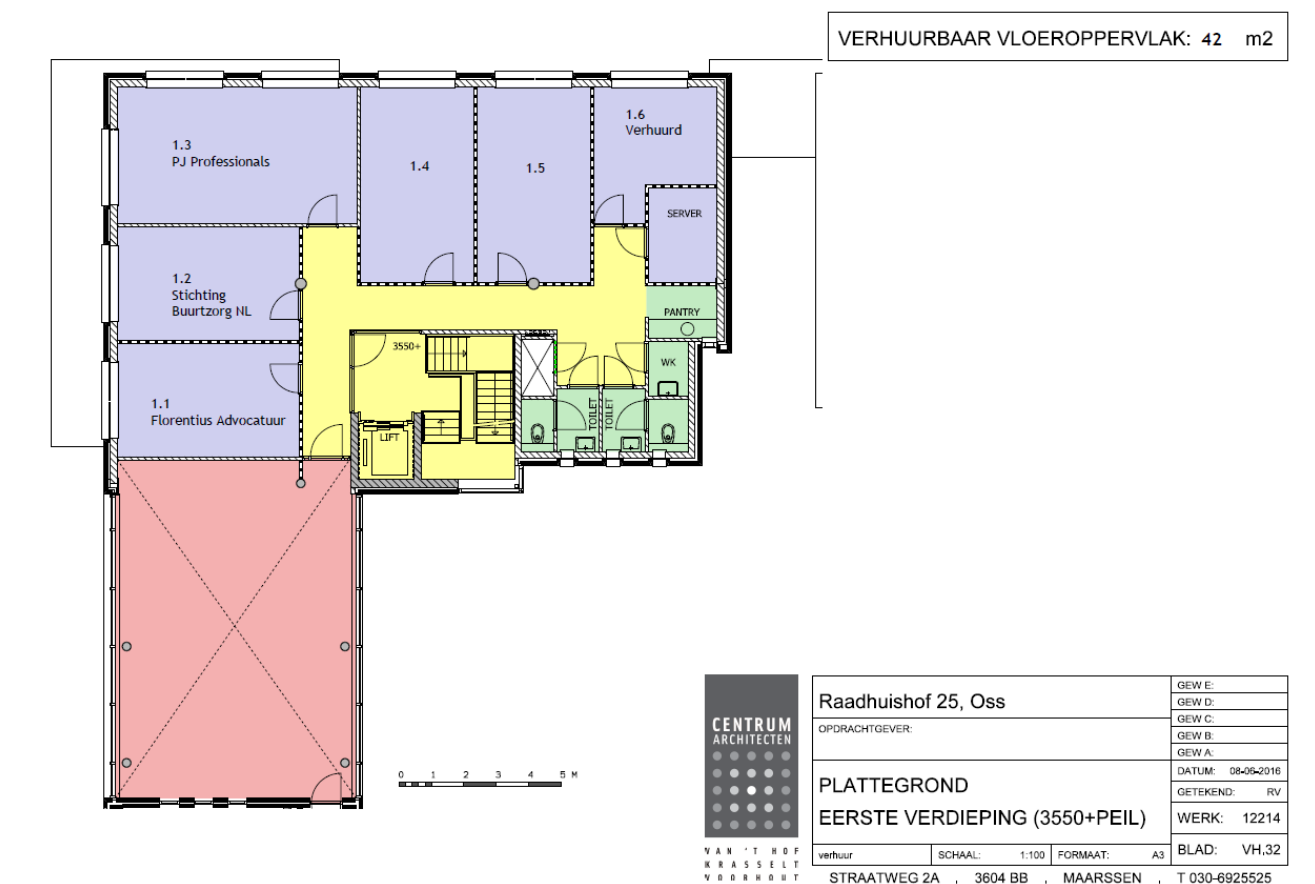 VERHUURBAAR VLOEROPPERVLAK: 42 m2
1.3
PJ Professionals
1.4
1.5
1.6
Verhuurd
SERVER
1.2
Stichting
Buurtzorg NL
PANTRY
3550+
WK
1.1
Florentius Advocatuur
TOILET
TOILET
LIFT
0 1 2 3 4 5 M
CENTRUM
ARCHITECTEN
VAN 'T HOF
KRASSELT
VOORHOUT
Raadhuishof 25, Oss
OPDRACHTGEVER:
PLATTEGROND
EERSTE VERDIEPING (3550+PEIL)
verhuur SCHAAL: 1:100 FORMAAT: A3
GEW E:
GEW D:
GEW C:
GEW B:
GEW A:
DATUM: 08-06-2016
GETEKEND: RV
WERK: 12214
BLAD: VH,32
STRAATWEG 2A , 3604 BB , MAARSSEN , T 030-6925525